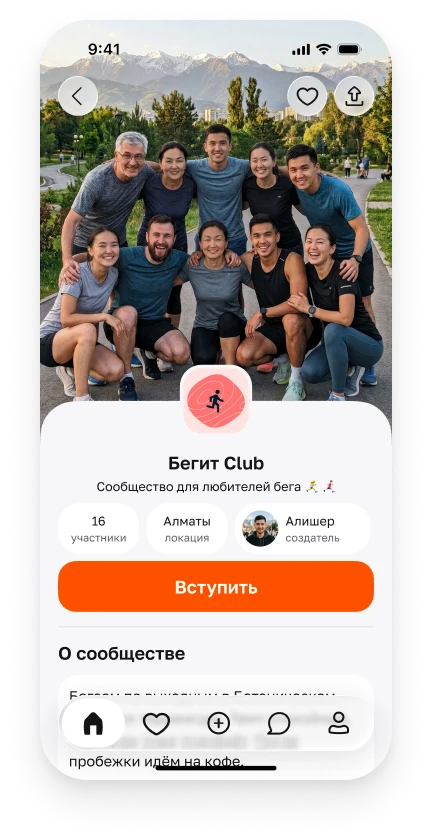 9:41
Бегит Club
Сообщество для любителей бега
16
участники
Алматы
локация
Алишер
создатель
Вступить
О сообществе
Бегаем по выходным в Ботаническом
пробежки идём на кофе.